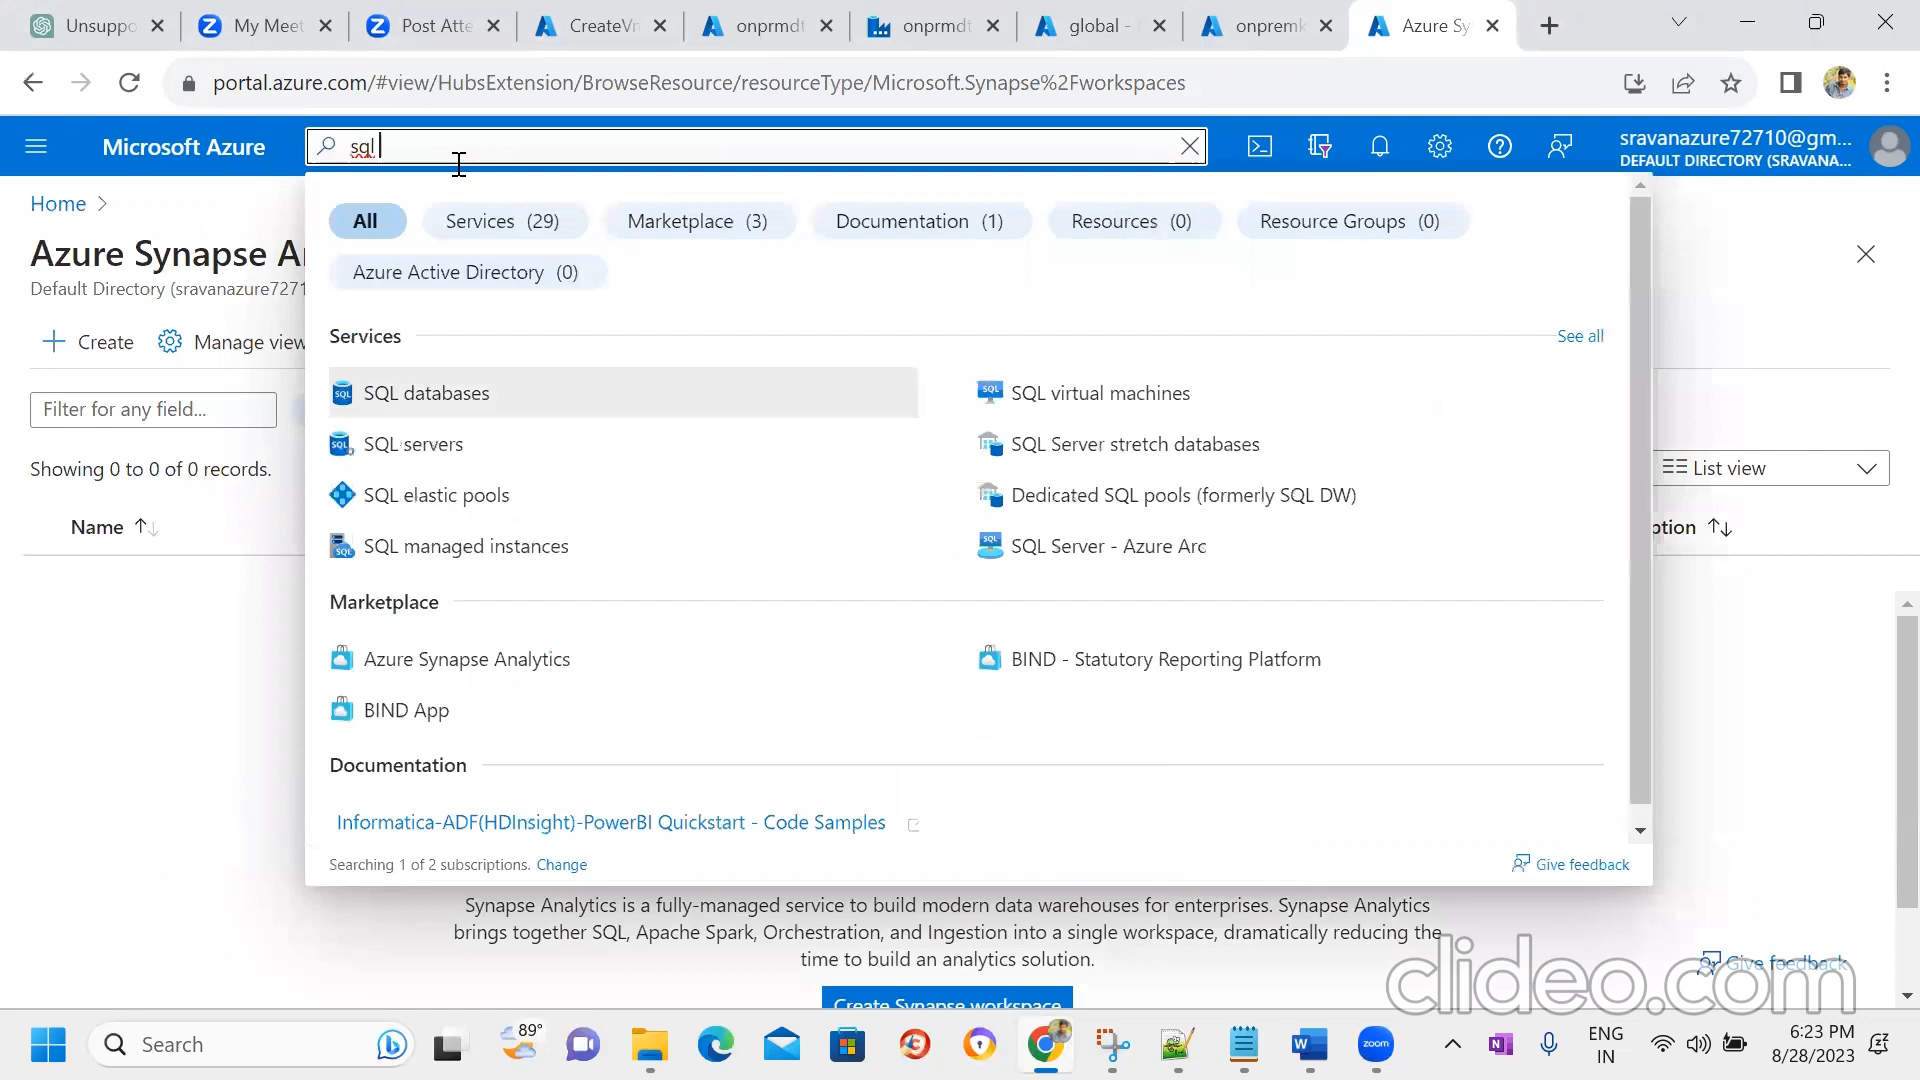 Unsuppo
My Meet
Post Atte
CreateVn
onprmdt
onprmdt
global -
onpremk
Azure Sy
portal.azure.com/#view/HubsExtension/BrowseResource/resourceType/Microsoft.Synapse%2Fworkspaces
Microsoft Azure
sql
sravanazure72710@gm...
DEFAULT DIRECTORY (SRAVANA...
Home
All
Services (29)
Marketplace (3)
Documentation (1)
Resources (0)
Resource Groups (0)
Azure Active Directory (0)
Azure Synapse A
Default Directory (sravanazure7271
Create
Manage view
Services
See all
SQL databases
SQL virtual machines
Filter for any field...
SQL servers
SQL Server stretch databases
Showing 0 to 0 of 0 records.
List view
SQL elastic pools
Dedicated SQL pools (formerly SQL DW)
Name
ption
SQL managed instances
SQL Server - Azure Arc
Marketplace
Azure Synapse Analytics
BIND - Statutory Reporting Platform
BIND App
Documentation
Informatica-ADF(HDInsight)-PowerBI Quickstart - Code Samples
Searching 1 of 2 subscriptions. Change
Give feedback
Synapse Analytics is a fully-managed service to build modern data warehouses for enterprises. Synapse Analytics
brings together SQL, Apache Spark, Orchestration, and Ingestion into a single workspace, dramatically reducing the
time to build an analytics solution.
Give feedback
clideo.com
Create Synapse workspace
Search
89°
zoom
ENG
IN
6:23 PM
8/28/2023